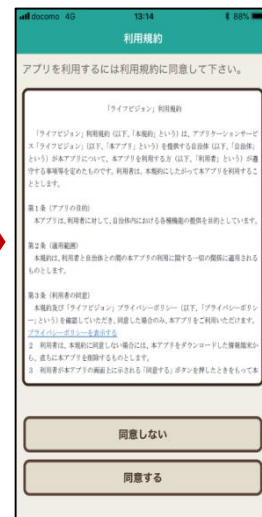 docomo 4G 13:14 88%
利用規約
アプリを利用するには利用規約に同意して下さい。
「ライフビジョン」利用規約
「ライフビジョン」利用規約（以下、「本規約」という）は、アプリケーションサービ
ス「ライフビジョン」（以下、「本アプリ」という）を提供する自治体（以下、「自治体」
という）が本アプリについて、本アプリを利用する方（以下、「利用者」という）が遵
守する事項等を定めたものです。利用者は、本規約にしたがって本アプリを利用するこ
ととします。
第１条（アプリの目的）
本アプリは、利用者に対して、自治体内における各種機能の提供を目的としています。
第２条（適用範囲）
本規約は、利用者と自治体との間の本アプリの利用に関する一切の関係に適用される
ものとします。
第３条（利用者の同意）
本規約及び「ライフビジョン」プライバシーポリシー（以下、「プライバシーポリシ
ー」という）を確認していただき、同意した場合のみ、本アプリをご利用いただけます。
プライバシーポリシーを表示する
２　利用者は、本規約に同意しない場合には、本アプリをダウンロードした情報端末か
ら、直ちに本アプリを削除するものとします。
３　利用者が本アプリの画面上に示される「同意する」ボタンを押したときをもって本
同意しない
同意する